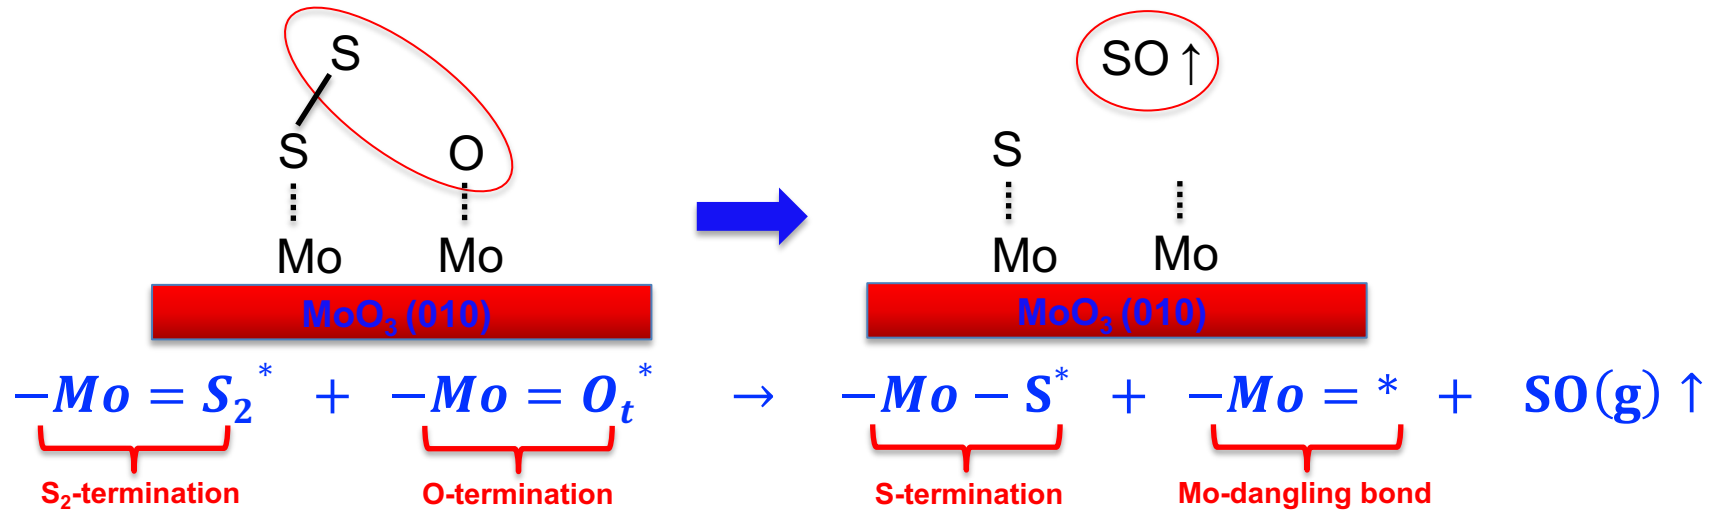 S
SO ↑
S O
S
Mo Mo
Mo Mo
MoO₃ (010)
MoO₃ (010)
−Mo = S₂* + −Mo = Oₜ* → −Mo − S* + −Mo = * + SO(g) ↑
S₂-termination
O-termination
S-termination
Mo-dangling bond